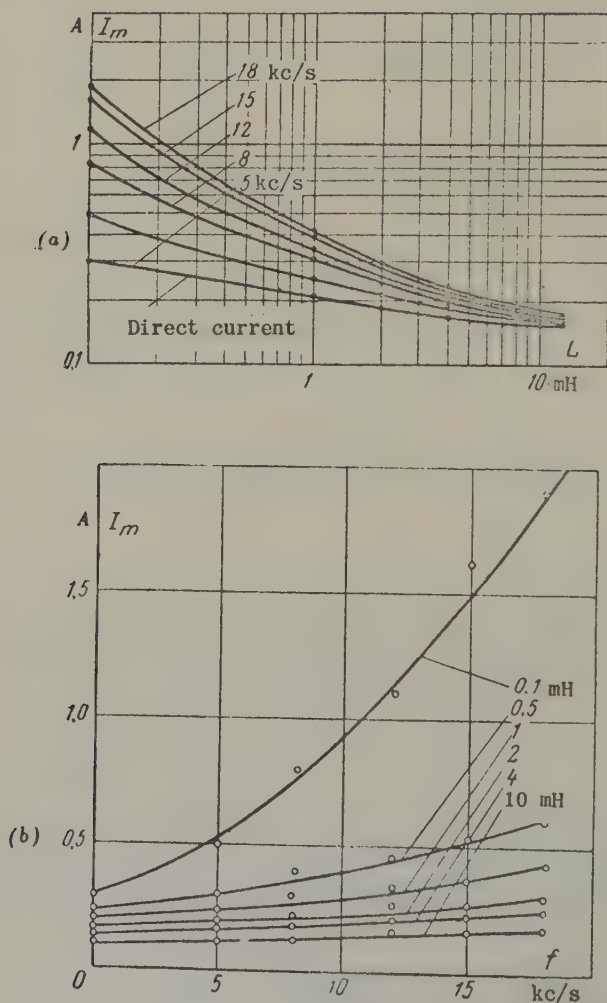 A I_m
18 kc/s
15
12
8
5 kc/s
1
(a)
Direct current
0,1
L
1
10 mH
A I_m
1,5
1,0
0,5
0
0.1 mH
0.5
1
2
4
10 mH
(b)
f
5
10
15
kc/s